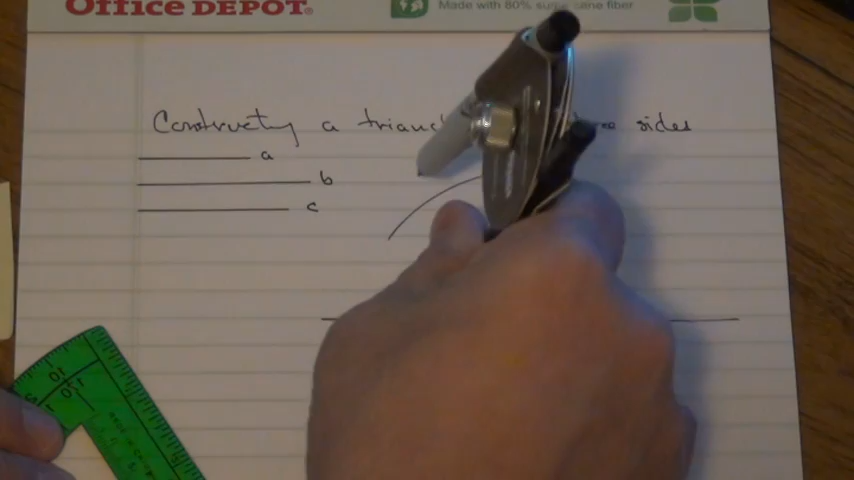 Office DEPOT®
Made with 80% sugar cane fiber
Constructing a triangle sides
a
b
c